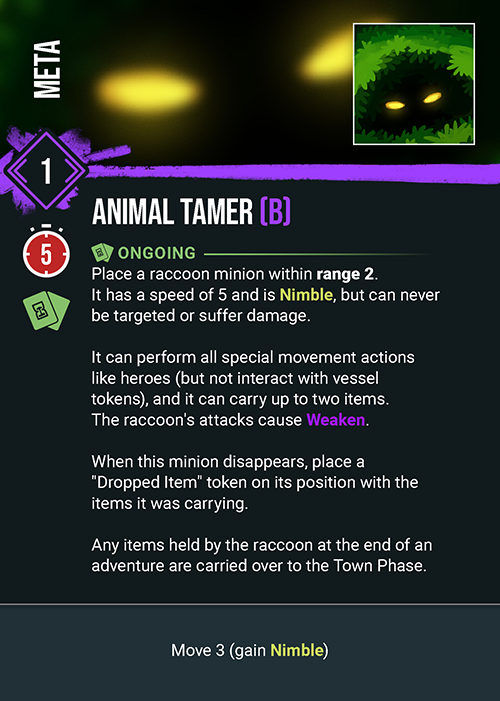 META
1
ANIMAL TAMER (B)
5
ONGOING
Place a raccoon minion within range 2.
It has a speed of 5 and is Nimble, but can never
be targeted or suffer damage.
It can perform all special movement actions
like heroes (but not interact with vessel
tokens), and it can carry up to two items.
The raccoon's attacks cause Weaken.
When this minion disappears, place a
"Dropped Item" token on its position with the
items it was carrying.
Any items held by the raccoon at the end of an
adventure are carried over to the Town Phase.
Move 3 (gain Nimble)